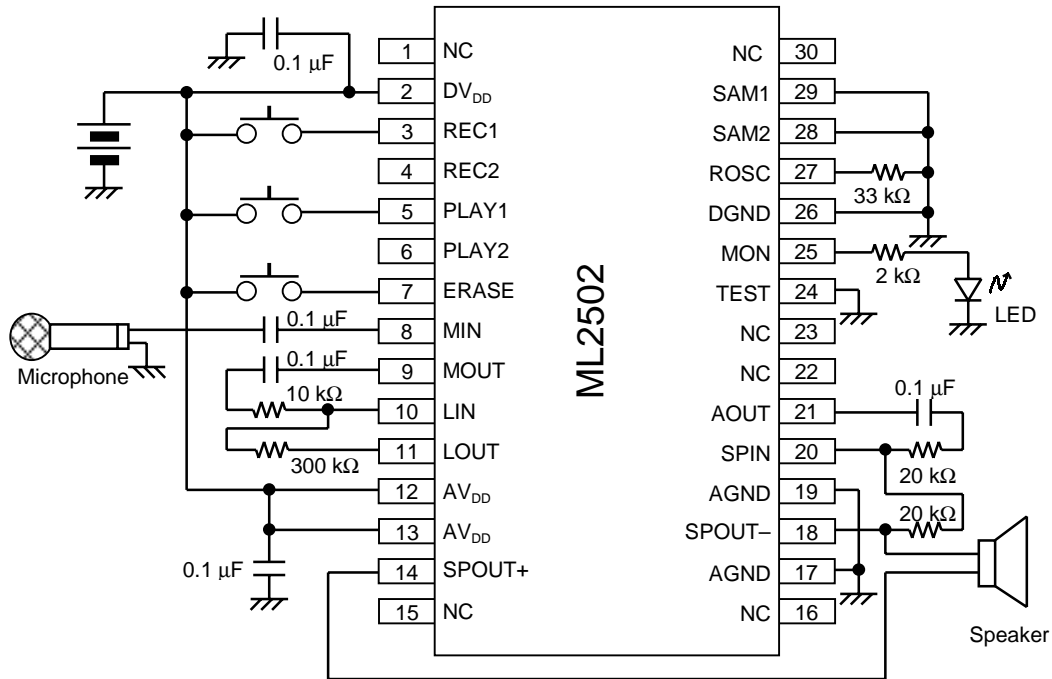 1 NC
0.1 μF
2 DVDD
3 REC1
4 REC2
5 PLAY1
6 PLAY2
7 ERASE
0.1 μF
8 MIN
Microphone
0.1 μF
9 MOUT
10 kΩ
10 LIN
300 kΩ
11 LOUT
12 AVDD
13 AVDD
0.1 μF
14 SPOUT+
15 NC
ML2502
NC 30
SAM1 29
SAM2 28
ROSC 27
33 kΩ
DGND 26
MON 25
2 kΩ
LED
TEST 24
NC 23
NC 22
0.1 μF
AOUT 21
SPIN 20
20 kΩ
AGND 19
20 kΩ
SPOUT– 18
AGND 17
NC 16
Speaker